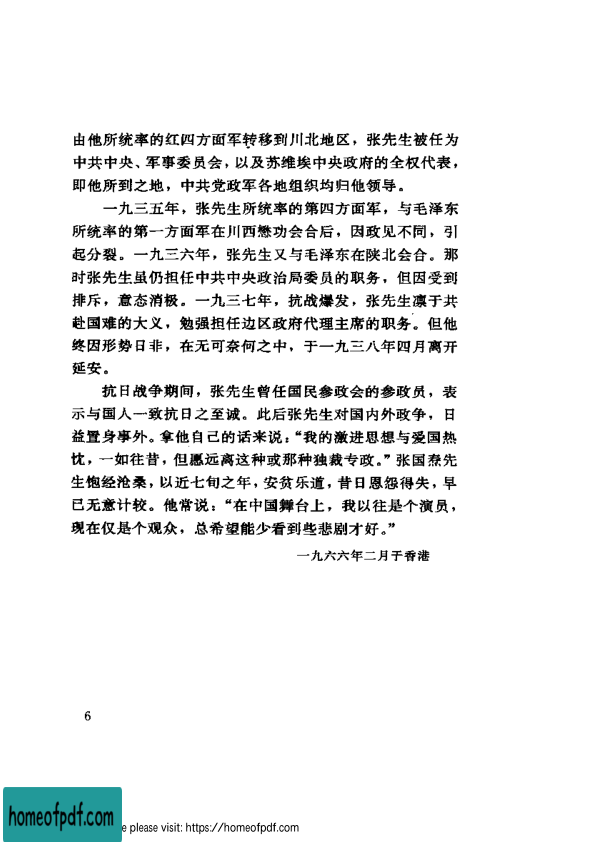 由他所统率的红四方面军转移到川北地区，张先生被任为
中共中央、军事委员会，以及苏维埃中央政府的全权代表，
即他所到之地，中共党政军各地组织均归他领导。
一九三五年，张先生所统率的第四方面军，与毛泽东
所统率的第一方面军在川西懋功会合后，因政见不同，引
起分裂。一九三六年，张先生又与毛泽东在陕北会合。那
时张先生虽仍担任中共中央政治局委员的职务，但因受到
排斥，意态消极。一九三七年，抗战爆发，张先生凛于共
赴国难的大义，勉强担任边区政府代理主席的职务。但他
终因形势日非，在无可奈何之中，于一九三八年四月离开
延安。
抗日战争期间，张先生曾任国民参政会的参政员，表
示与国人一致抗日之至诚。此后张先生对国内外政争，日
益置身事外。拿他自己的话来说：“我的激进思想与爱国热
忱，一如往昔，但愿远离这种或那种独裁专政。”张国焘先
生饱经沧桑，以近七旬之年，安贫乐道，昔日恩怨得失，早
已无意计较。他常说：“在中国舞台上，我以往是个演员，
现在仅是个观众，总希望能少看到些悲剧才好。”
一九六六年二月于香港
6
homeofpdf.com
e please visit: https://homeofpdf.com